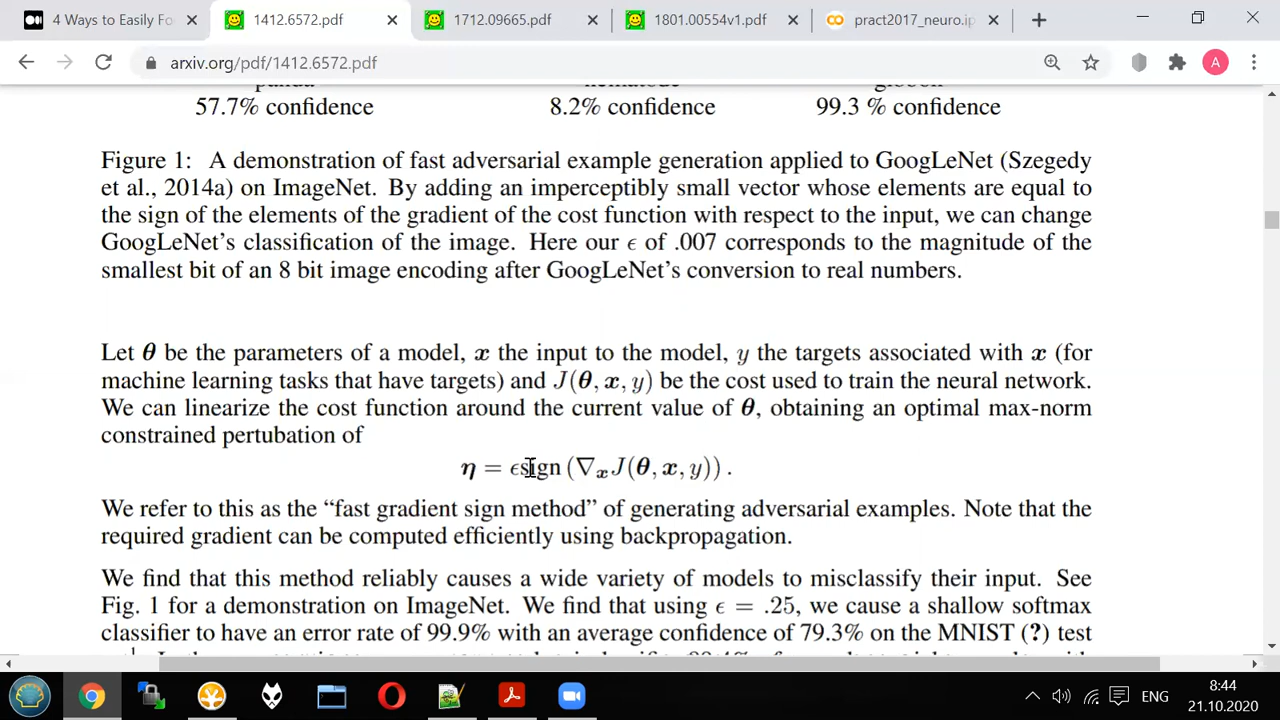 4 Ways to Easily Fo
1412.6572.pdf
1712.09665.pdf
1801.00554v1.pdf
pract2017_neuro.ip
arxiv.org/pdf/1412.6572.pdf
A
57.7% confidence 8.2% confidence 99.3 % confidence
Figure 1: A demonstration of fast adversarial example generation applied to GoogLeNet (Szegedy
et al., 2014a) on ImageNet. By adding an imperceptibly small vector whose elements are equal to
the sign of the elements of the gradient of the cost function with respect to the input, we can change
GoogLeNet's classification of the image. Here our ϵ of .007 corresponds to the magnitude of the
smallest bit of an 8 bit image encoding after GoogLeNet's conversion to real numbers.
Let θ be the parameters of a model, x the input to the model, y the targets associated with x (for
machine learning tasks that have targets) and J(θ, x, y) be the cost used to train the neural network.
We can linearize the cost function around the current value of θ, obtaining an optimal max-norm
constrained pertubation of
η = ϵsign (∇ₓJ(θ, x, y)) .
We refer to this as the “fast gradient sign method” of generating adversarial examples. Note that the
required gradient can be computed efficiently using backpropagation.
We find that this method reliably causes a wide variety of models to misclassify their input. See
Fig. 1 for a demonstration on ImageNet. We find that using ϵ = .25, we cause a shallow softmax
classifier to have an error rate of 99.9% with an average confidence of 79.3% on the MNIST (?) test
ENG
8:44
21.10.2020